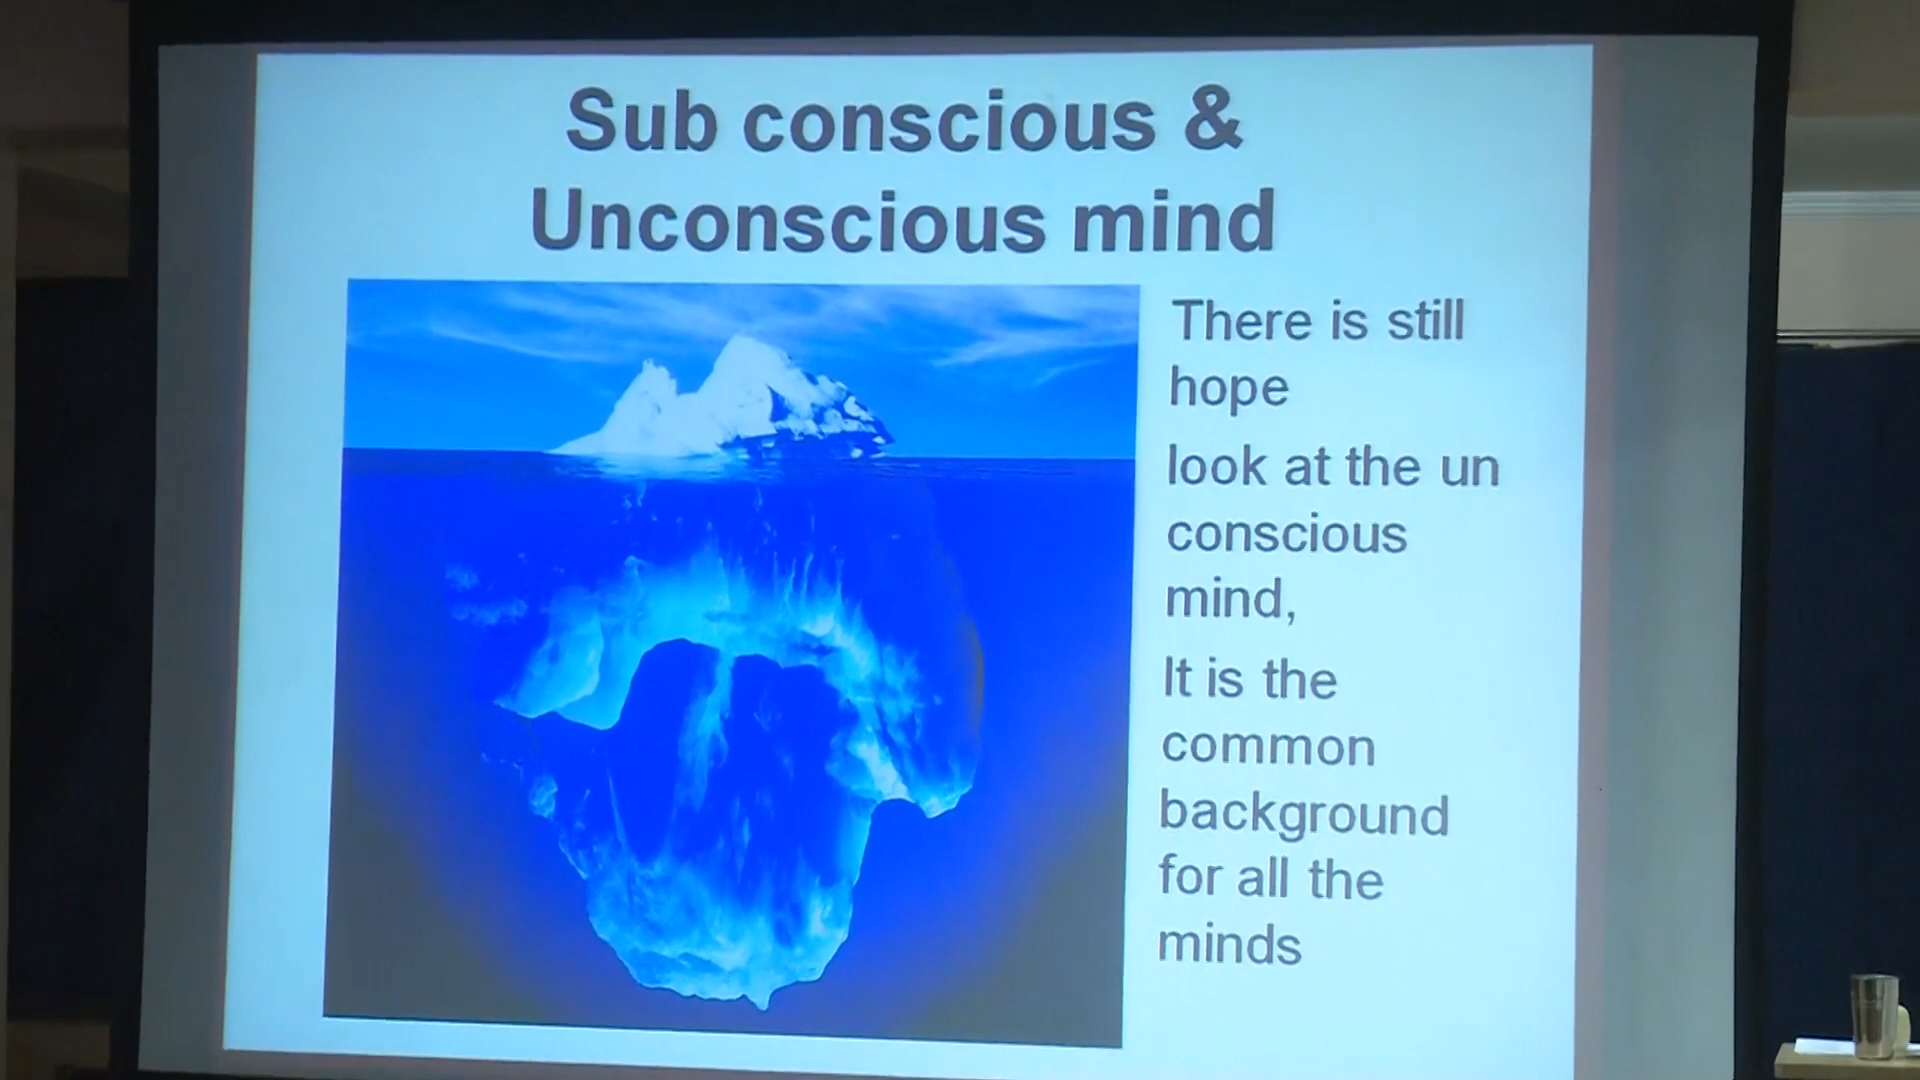 Sub conscious &
Unconscious mind
There is still
hope
look at the un
conscious
mind,
It is the
common
background
for all the
minds